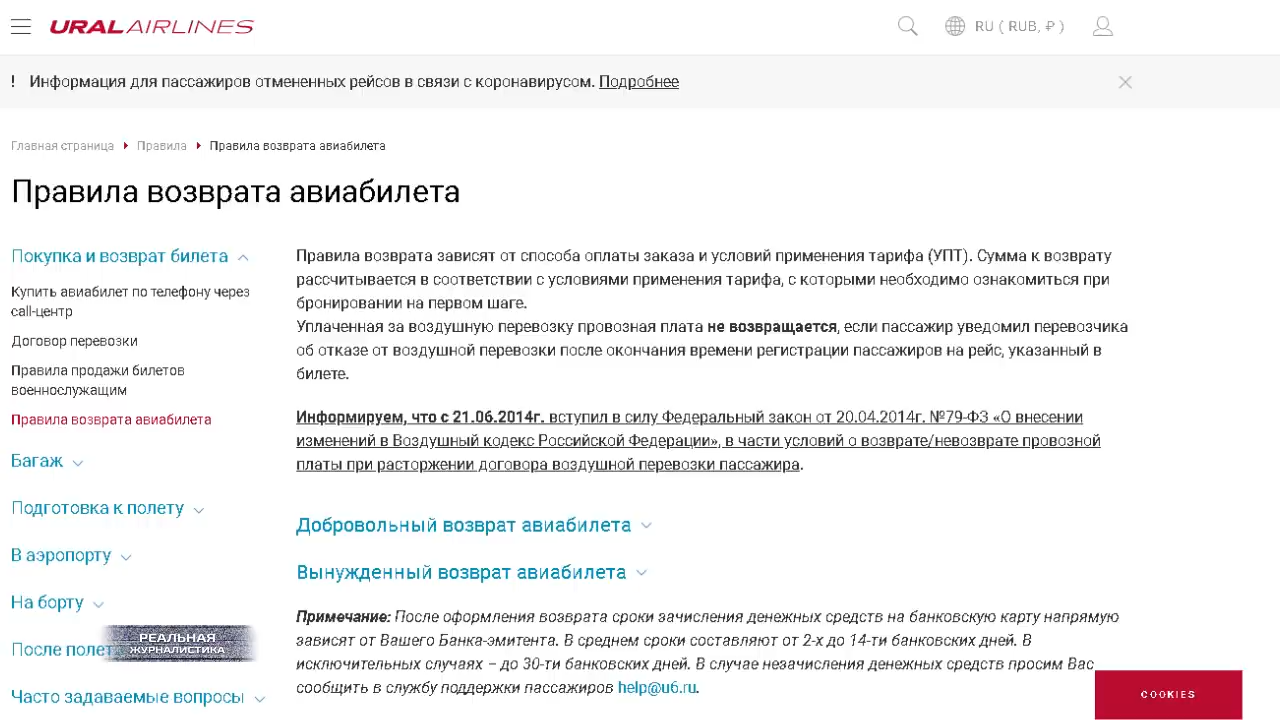 URAL AIRLINES
RU ( RUB, ₽ )
! Информация для пассажиров отмененных рейсов в связи с коронавирусом. Подробнее
Главная страница Правила Правила возврата авиабилета
Правила возврата авиабилета
Покупка и возврат билета
Купить авиабилет по телефону через
call-центр
Договор перевозки
Правила продажи билетов
военнослужащим
Правила возврата авиабилета
Багаж
Подготовка к полету
В аэропорту
На борту
После полет
Часто задаваемые вопросы
РЕАЛЬНАЯ
ЖУРНАЛИСТИКА
Правила возврата зависят от способа оплаты заказа и условий применения тарифа (УПТ). Сумма к возврату
рассчитывается в соответствии с условиями применения тарифа, с которыми необходимо ознакомиться при
бронировании на первом шаге.
Уплаченная за воздушную перевозку провозная плата не возвращается, если пассажир уведомил перевозчика
об отказе от воздушной перевозки после окончания времени регистрации пассажиров на рейс, указанный в
билете.
Информируем, что с 21.06.2014г. вступил в силу Федеральный закон от 20.04.2014г. №79-ФЗ «О внесении
изменений в Воздушный кодекс Российской Федерации», в части условий о возврате/невозврате провозной
платы при расторжении договора воздушной перевозки пассажира.
Добровольный возврат авиабилета
Вынужденный возврат авиабилета
Примечание: После оформления возврата сроки зачисления денежных средств на банковскую карту напрямую
зависят от Вашего Банка-эмитента. В среднем сроки составляют от 2-х до 14-ти банковских дней. В
исключительных случаях – до 30-ти банковских дней. В случае незачисления денежных средств просим Вас
сообщить в службу поддержки пассажиров help@u6.ru.
COOKIES